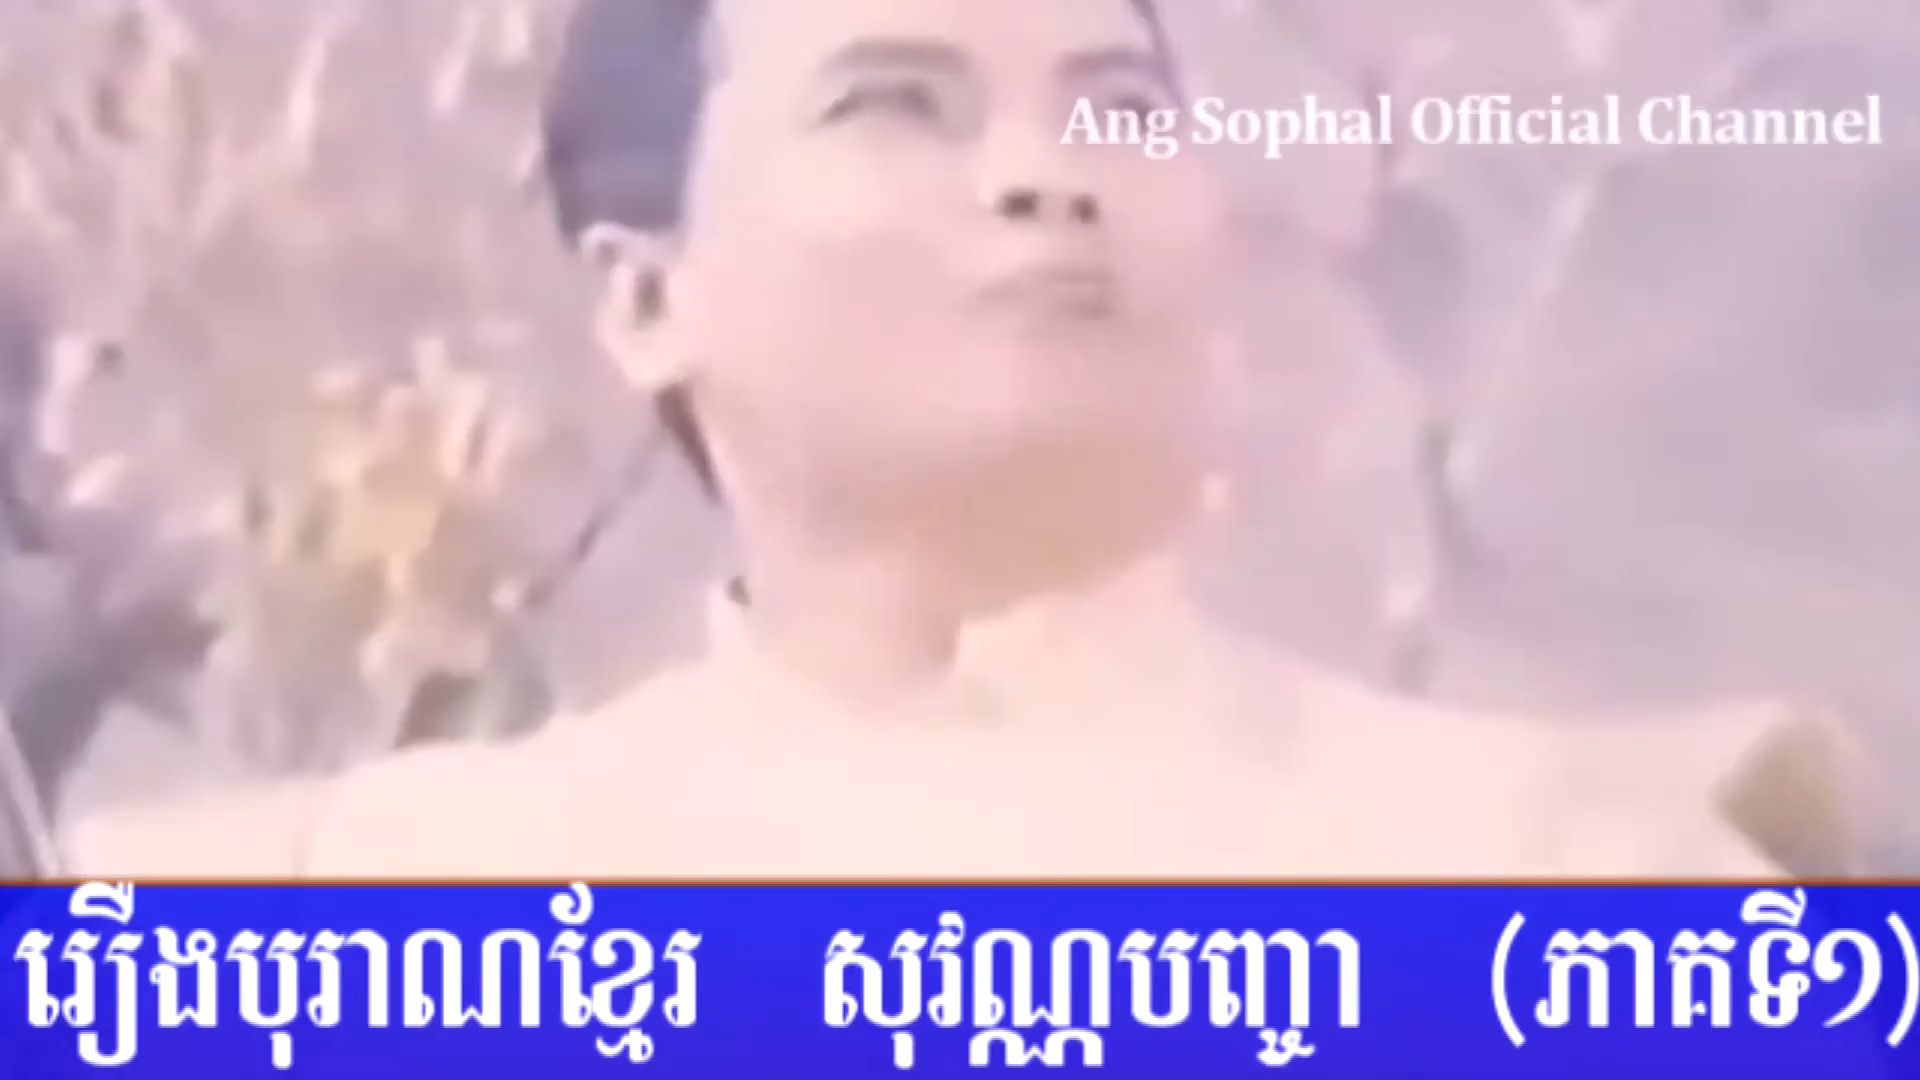 Ang Sophal Official Channel
រឿងបុរាណខ្មែរ សុវណ្ណបញ្ជា (ភាគទី១)